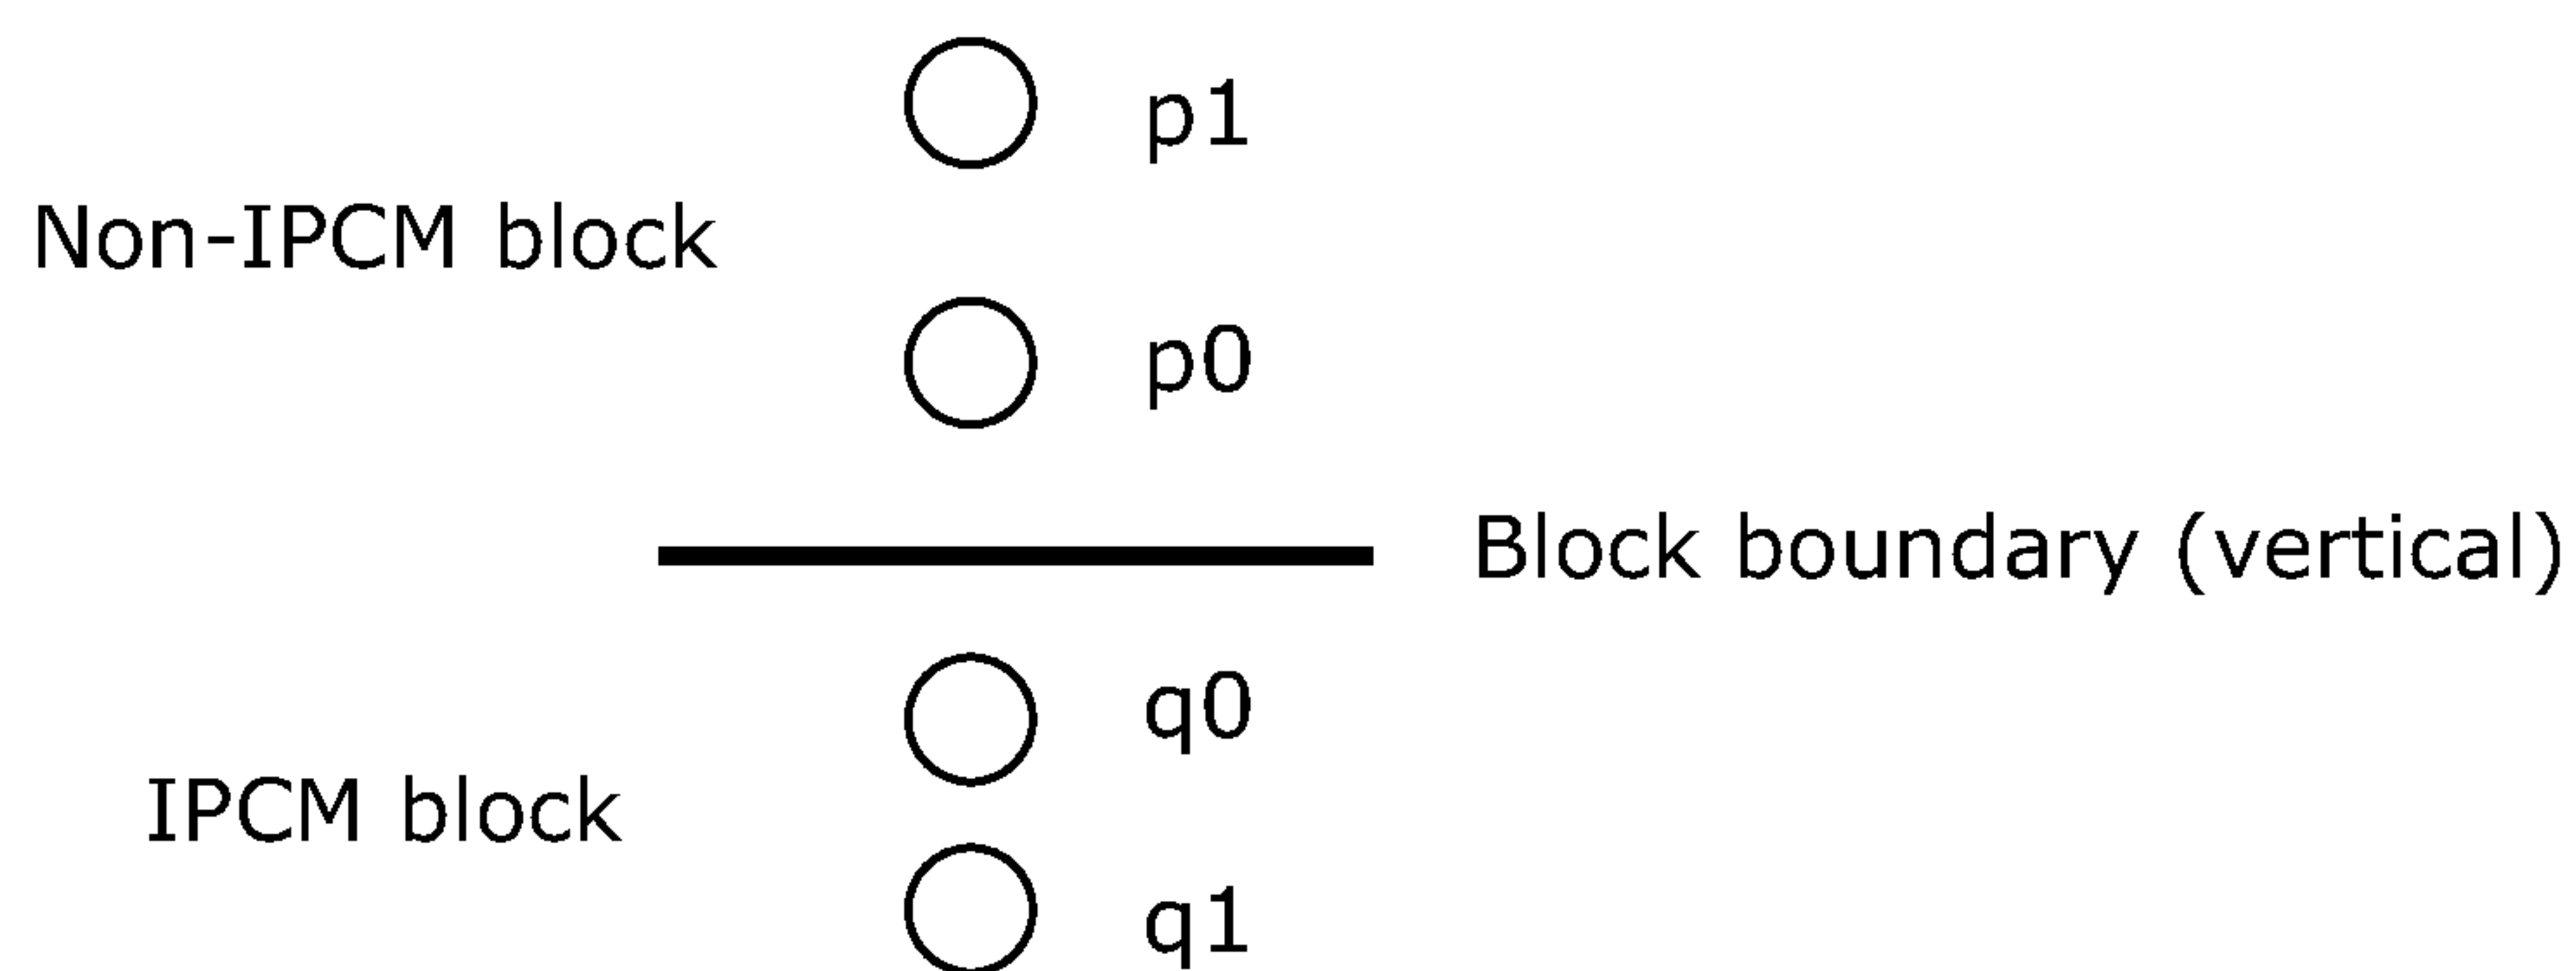 p1
Non-IPCM block
p0
Block boundary (vertical)
q0
IPCM block
q1